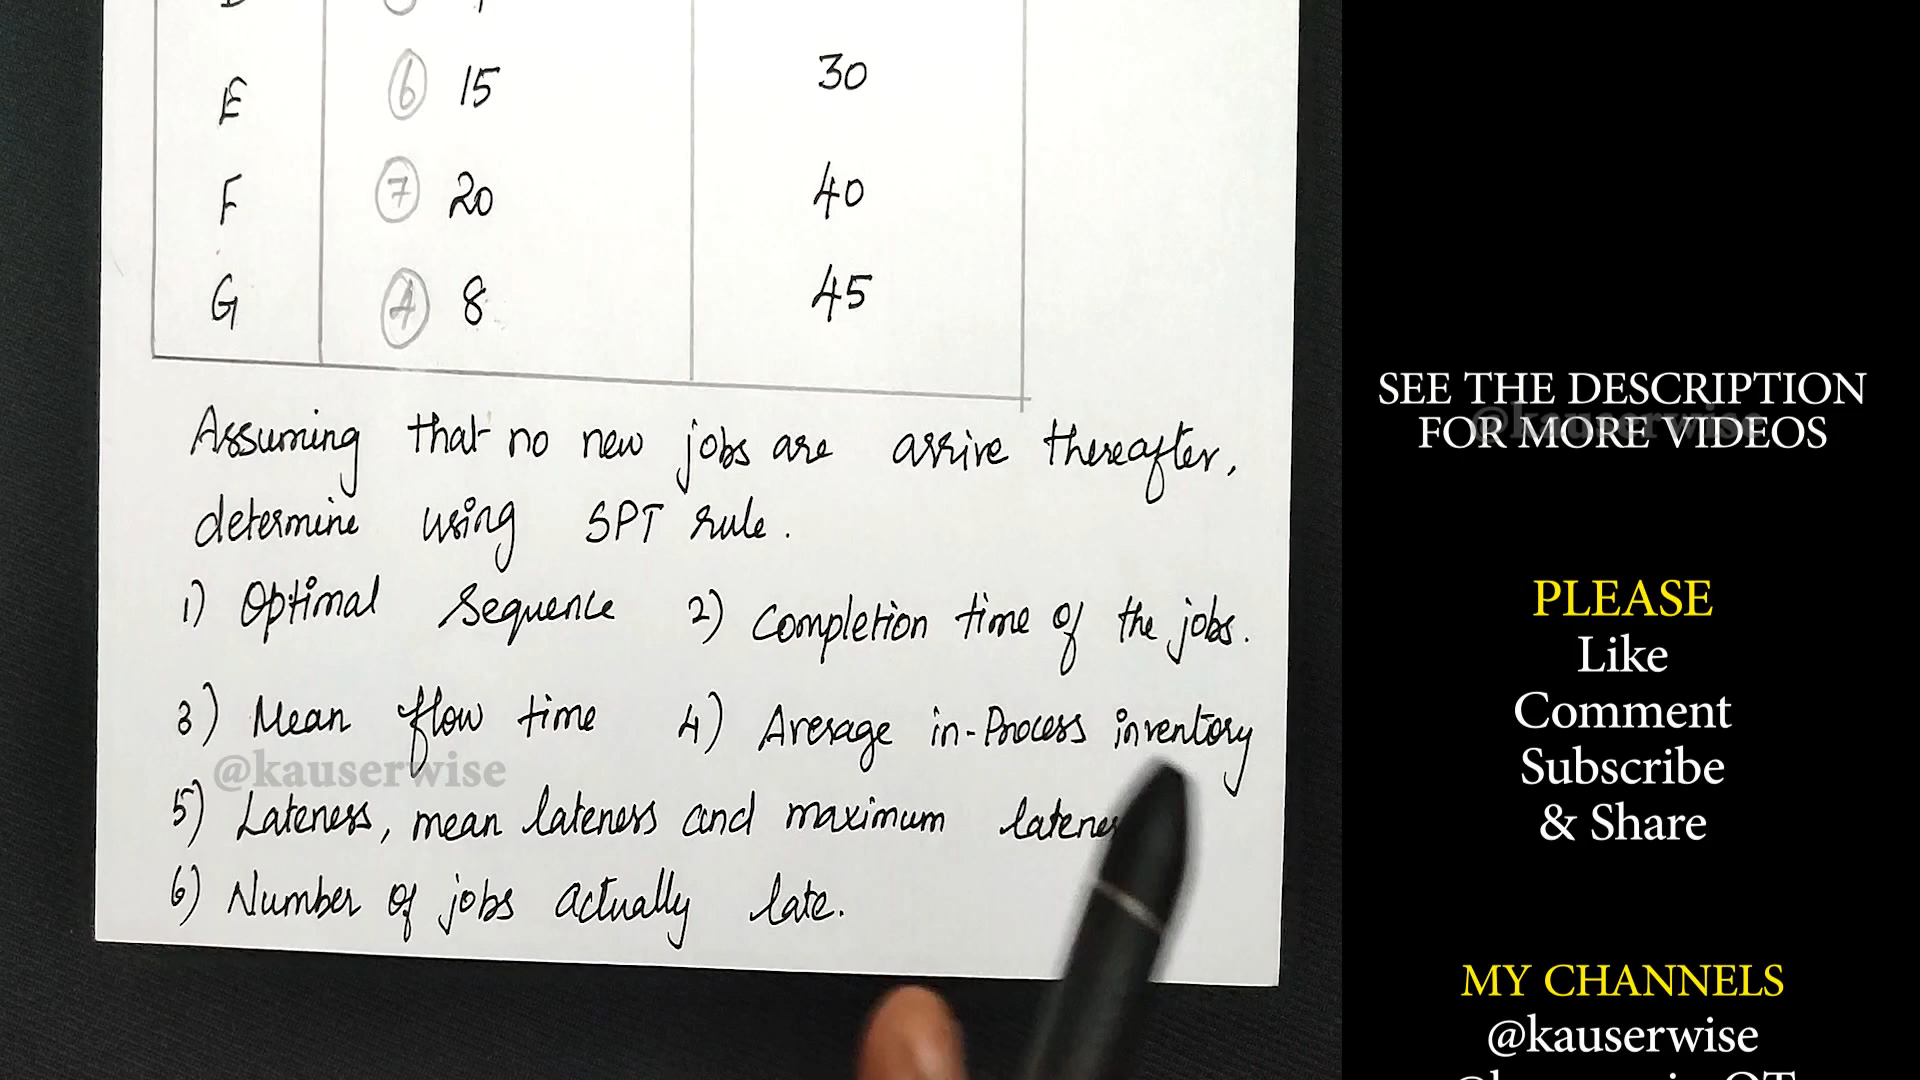 E 6 15 30
F 7 20 40
G 4 8 45
Assuming that no new jobs are arrive thereafter,
determine using SPT rule.
1) Optimal Sequence 2) Completion time of the jobs.
3) Mean flow time 4) Average in-Process inventory
@kauserwise
5) Lateness, mean lateness and maximum
6) Number of jobs actually late.
SEE THE DESCRIPTION
FOR MORE VIDEOS
@kauserwise
PLEASE
Like
Comment
Subscribe
& Share
MY CHANNELS
@kauserwise